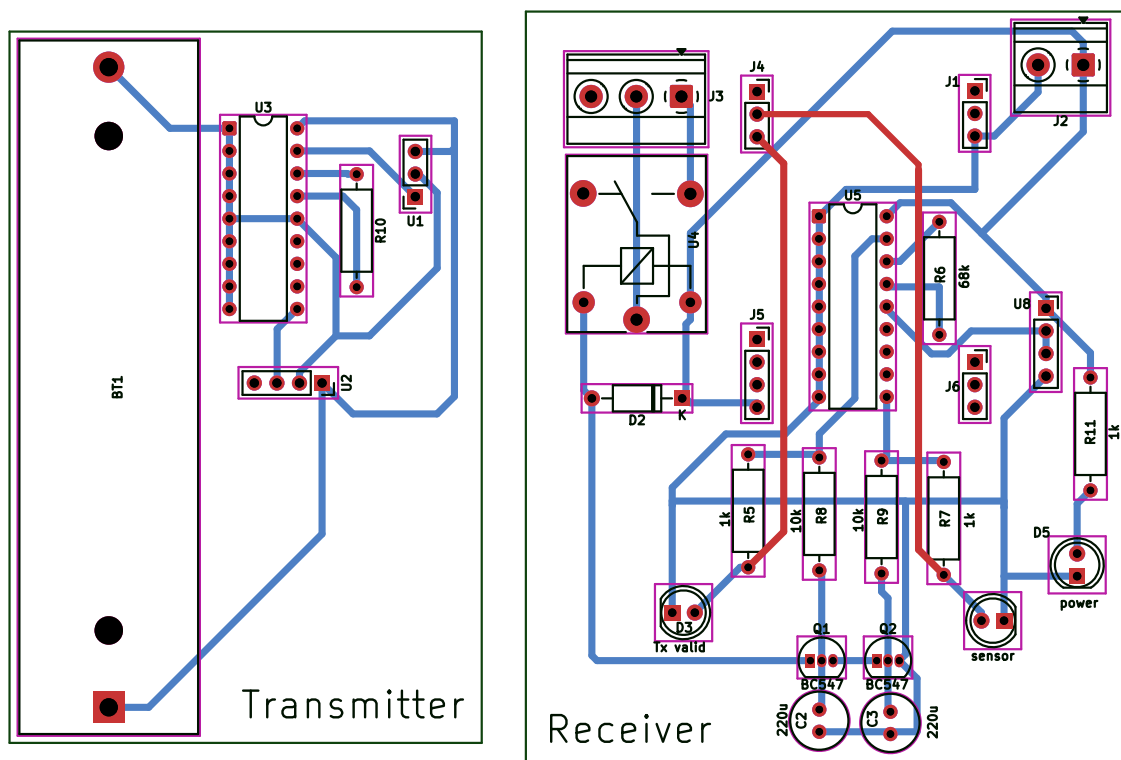 U3
U1
R10
BT1
U2
Transmitter
J4
J3
J1
J2
U4
U5
R6
68k
U8
J5
J6
D2
K
R11
1k
R5
1k
R8
10k
R9
10k
R7
1k
D5
power
D3
Tx valid
Q1
Q2
sensor
BC547
BC547
C2
220u
C3
220u
Receiver